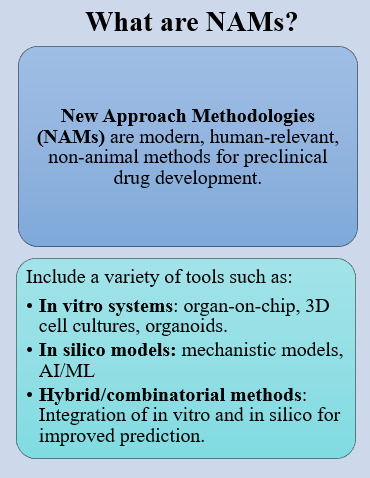 What are NAMs?
New Approach Methodologies
(NAMs) are modern, human-relevant,
non-animal methods for preclinical
drug development.
Include a variety of tools such as:
• In vitro systems: organ-on-chip, 3D
cell cultures, organoids.
• In silico models: mechanistic models,
AI/ML
• Hybrid/combinatorial methods:
Integration of in vitro and in silico for
improved prediction.